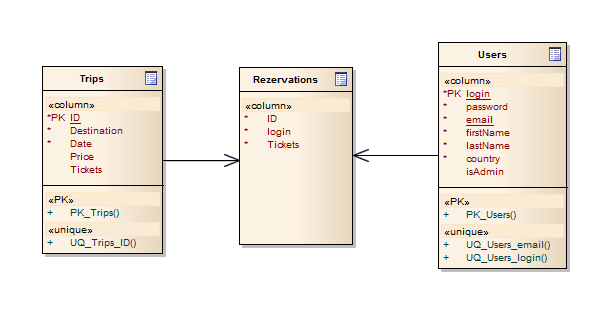 Trips
«column»
*PK ID
* Destination
* Date
Price
Tickets
«PK»
+ PK_Trips()
«unique»
+ UQ_Trips_ID()
Rezervations
«column»
* ID
* login
* Tickets
Users
«column»
*PK login
* password
* email
* firstName
* lastName
* country
isAdmin
«PK»
+ PK_Users()
«unique»
+ UQ_Users_email()
+ UQ_Users_login()